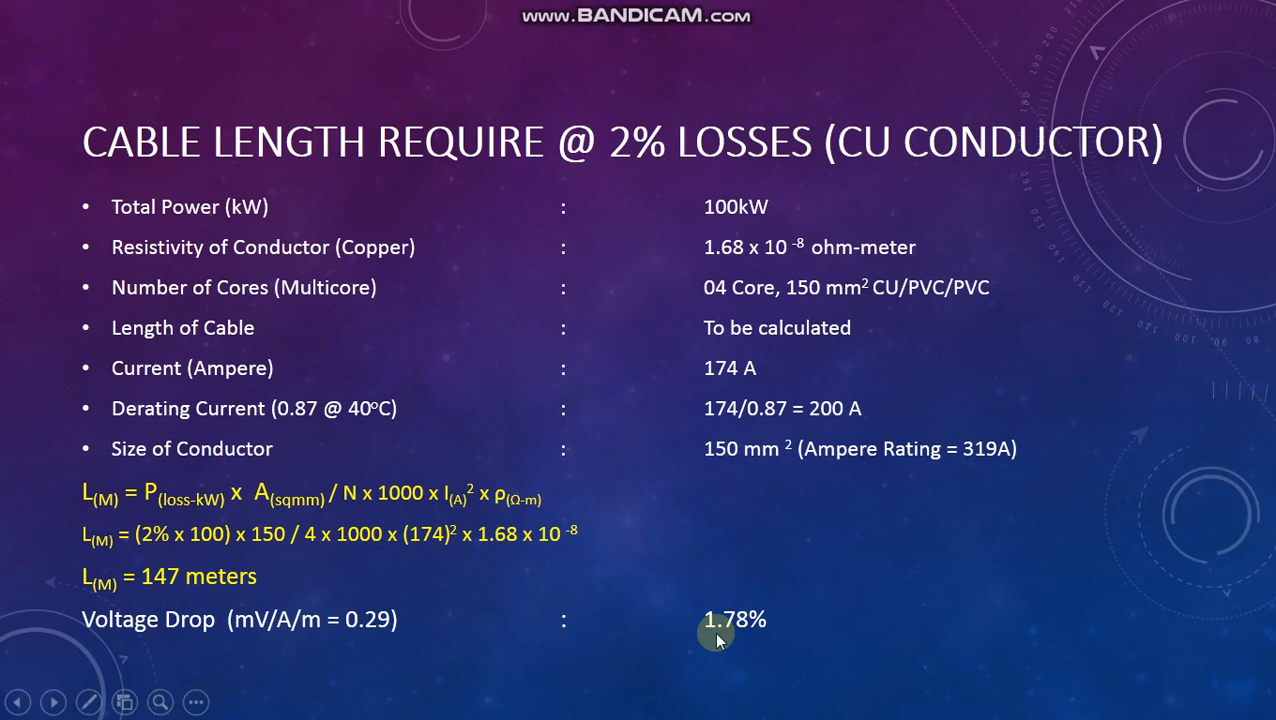 www.BANDICAM.com
CABLE LENGTH REQUIRE @ 2% LOSSES (CU CONDUCTOR)
• Total Power (kW) : 100kW
• Resistivity of Conductor (Copper) : 1.68 x 10 ⁻⁸ ohm-meter
• Number of Cores (Multicore) : 04 Core, 150 mm² CU/PVC/PVC
• Length of Cable : To be calculated
• Current (Ampere) : 174 A
• Derating Current (0.87 @ 40ᵒC) : 174/0.87 = 200 A
• Size of Conductor : 150 mm ² (Ampere Rating = 319A)
L(M) = P(loss-kW) x A(sqmm) / N x 1000 x I(A)² x ρ(Ω-m)
L(M) = (2% x 100) x 150 / 4 x 1000 x (174)² x 1.68 x 10 ⁻⁸
L(M) = 147 meters
Voltage Drop (mV/A/m = 0.29) : 1.78%